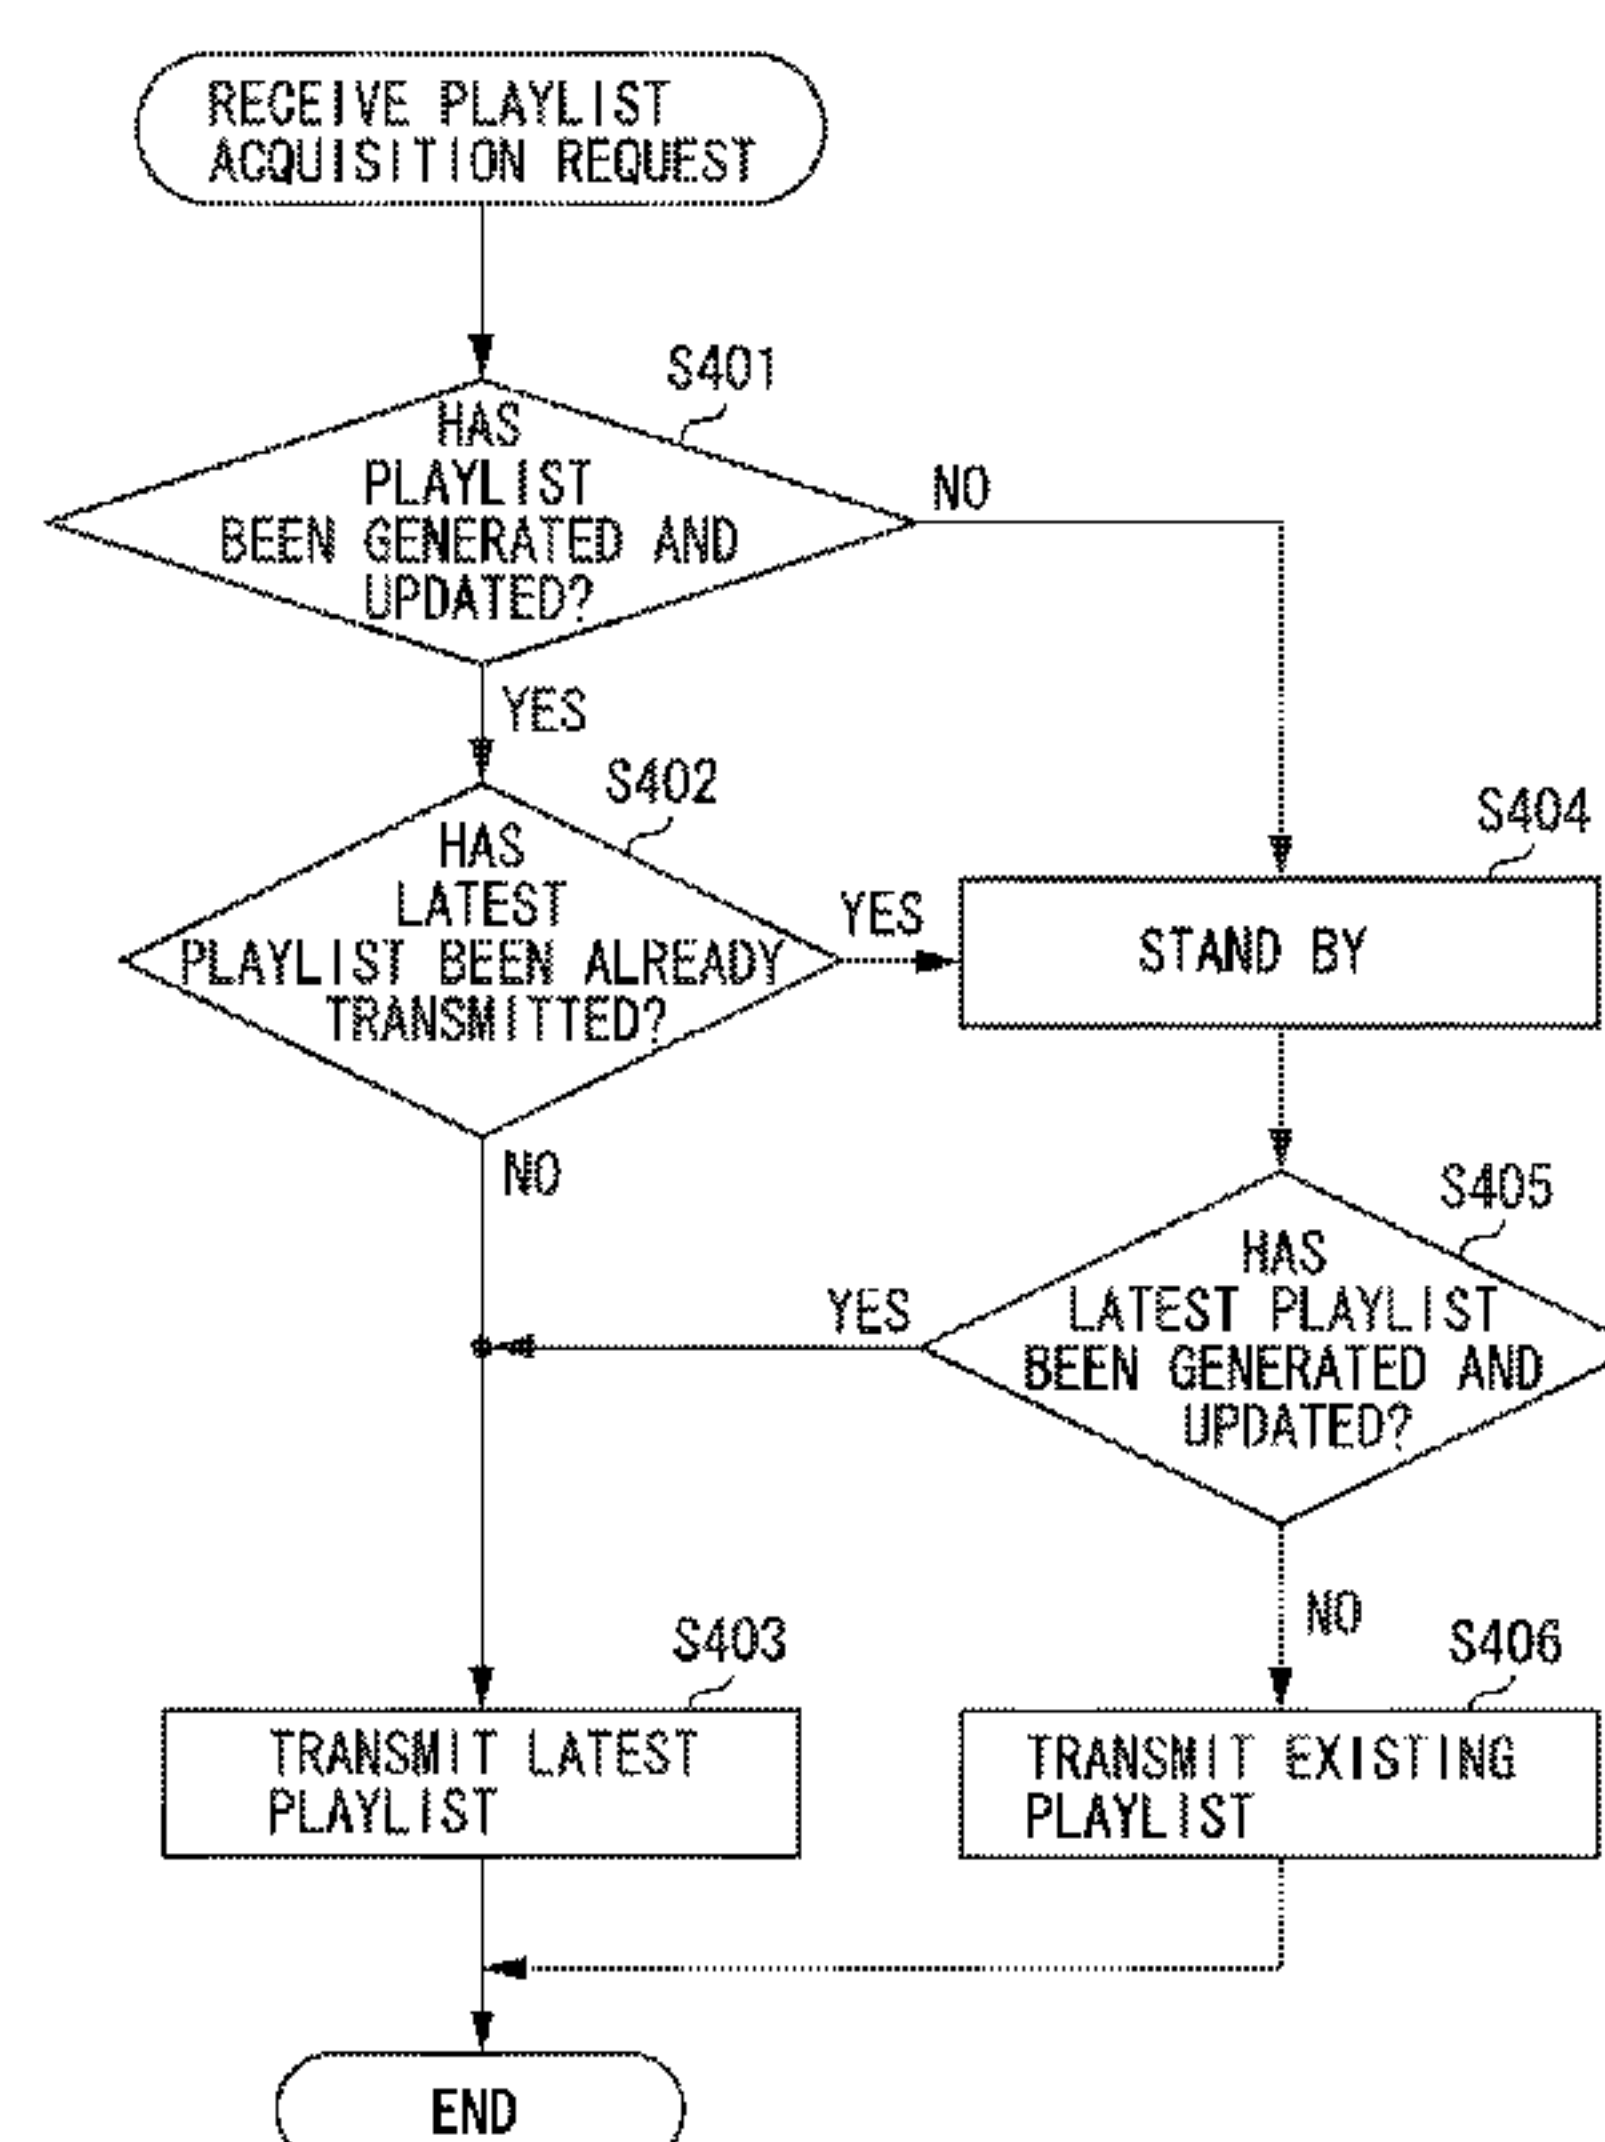 RECEIVE PLAYLIST
ACQUISITION REQUEST
S401
HAS
PLAYLIST
BEEN GENERATED AND
UPDATED?
NO
YES
S402
HAS
LATEST
PLAYLIST BEEN ALREADY
TRANSMITTED?
YES
NO
S404
STAND BY
S405
HAS
LATEST PLAYLIST
BEEN GENERATED AND
UPDATED?
YES
NO
S403
TRANSMIT LATEST
PLAYLIST
S406
TRANSMIT EXISTING
PLAYLIST
END